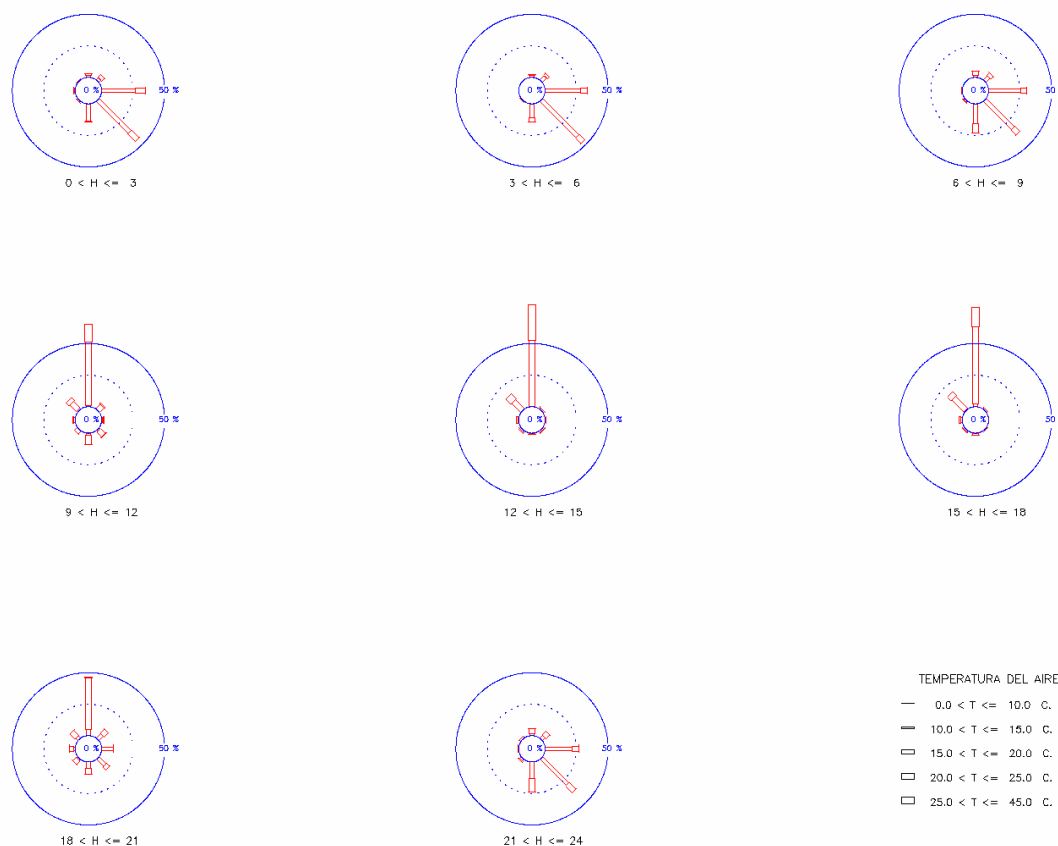 0 % 50 %
0 < H <= 3
0 % 50 %
3 < H <= 6
0 % 50
6 < H <= 9
0 % 50 %
9 < H <= 12
0 % 50 %
12 < H <= 15
0 % 50
15 < H <= 18
0 % 50 %
18 < H <= 21
0 % 50 %
21 < H <= 24
TEMPERATURA DEL AIRE
0.0 < T <= 10.0 C.
10.0 < T <= 15.0 C.
15.0 < T <= 20.0 C.
20.0 < T <= 25.0 C.
25.0 < T <= 45.0 C.